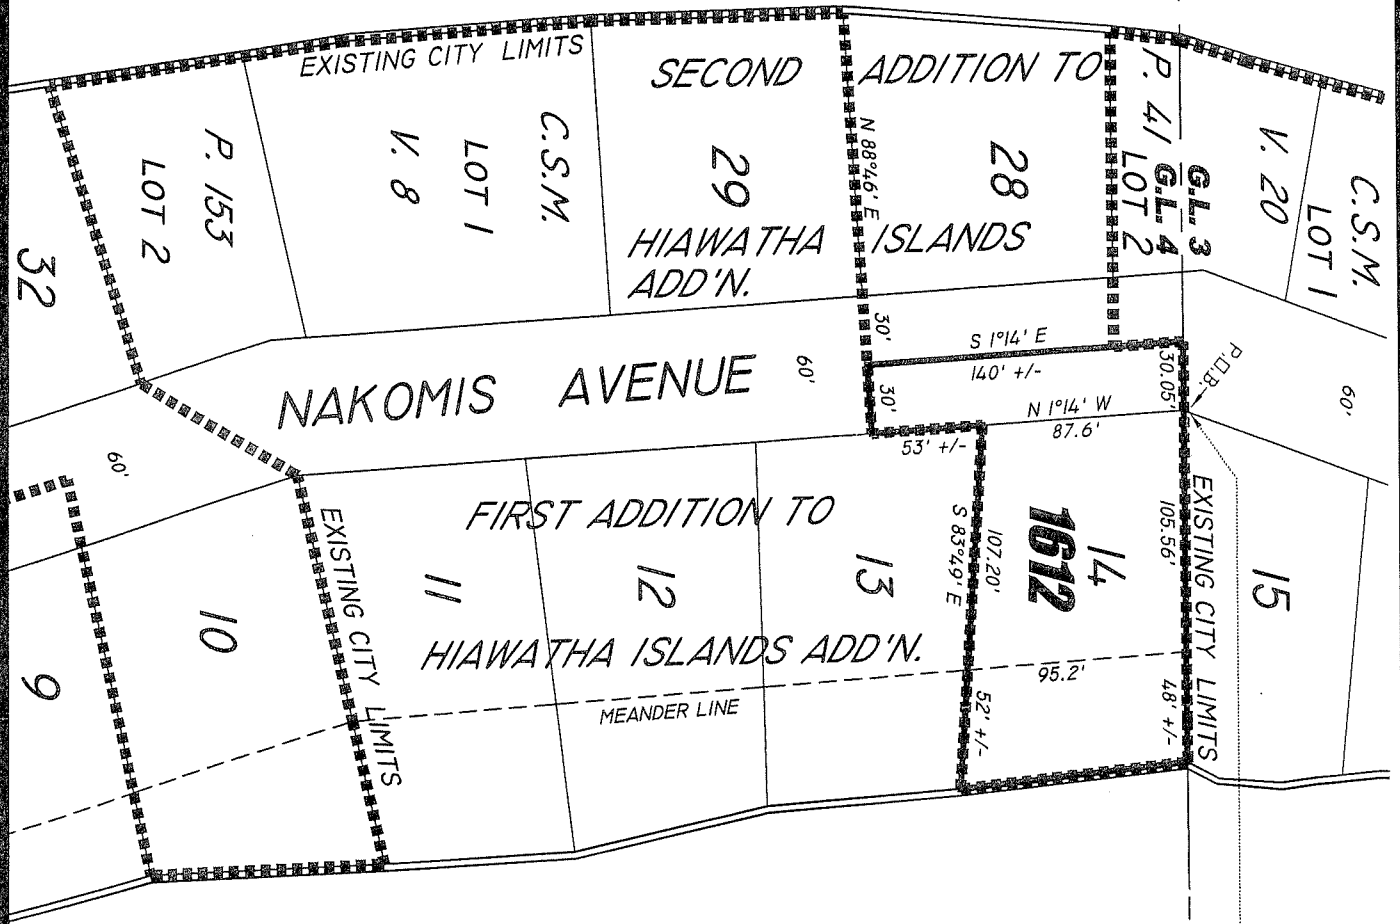 EXISTING CITY LIMITS
SECOND ADDITION TO
HIAWATHA ISLANDS
ADD'N.
32
P. 153
LOT 2
C.S.M.
LOT 1
V. 8
29
N 88°46' E
28
P. 41
LOT 2
G.L. 3
G.L. 4
C.S.M.
LOT 1
V. 20
30'
S 1°14' E
140' +/-
30.05'
P.O.B.
60'
NAKOMIS AVENUE
60'
30'
N 1°14' W
87.6'
53' +/-
60'
FIRST ADDITION TO
HIAWATHA ISLANDS ADD'N.
EXISTING CITY LIMITS
9
10
11
12
13
S 83°49' E
107.20'
14
1612
105.56'
EXISTING CITY LIMITS
15
95.2'
52' +/-
48' +/-
MEANDER LINE